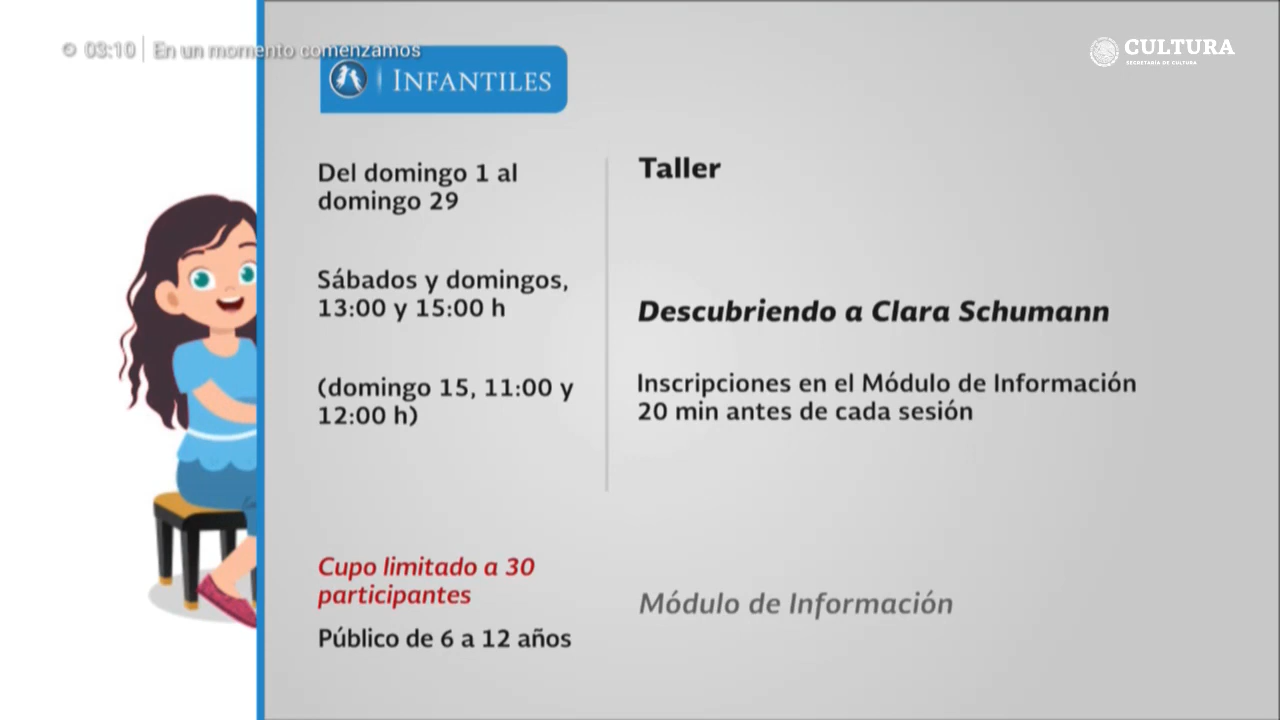 03:10 | En un momento comenzamos
CULTURA
SECRETARÍA DE CULTURA
INFANTILES
Del domingo 1 al
domingo 29
Sábados y domingos,
13:00 y 15:00 h
(domingo 15, 11:00 y
12:00 h)
Taller
Descubriendo a Clara Schumann
Inscripciones en el Módulo de Información
20 min antes de cada sesión
Cupo limitado a 30
participantes
Público de 6 a 12 años
Módulo de Información